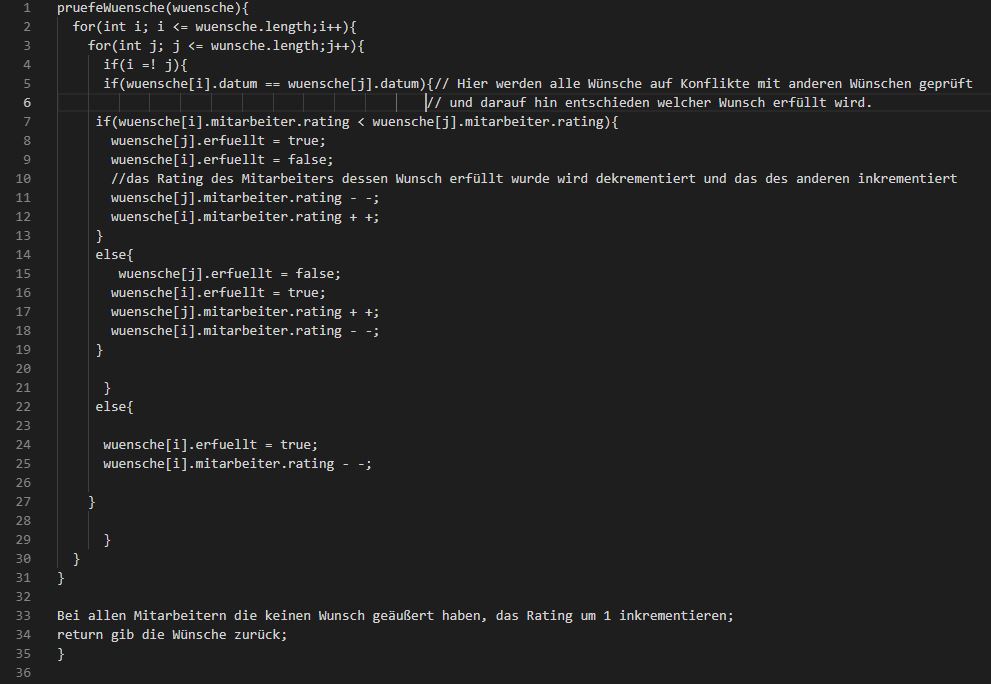 1 pruefeWuensche(wuensche){
2 for(int i; i <= wuensche.length;i++){
3 for(int j; j <= wunsche.length;j++){
4 if(i =! j){
5 if(wuensche[i].datum == wuensche[j].datum){// Hier werden alle Wünsche auf Konflikte mit anderen Wünschen geprüft
6 // und darauf hin entschieden welcher Wunsch erfüllt wird.
7 if(wuensche[i].mitarbeiter.rating < wuensche[j].mitarbeiter.rating){
8 wuensche[j].erfuellt = true;
9 wuensche[i].erfuellt = false;
10 //das Rating des Mitarbeiters dessen Wunsch erfüllt wurde wird dekrementiert und das des anderen inkrementiert
11 wuensche[j].mitarbeiter.rating - -;
12 wuensche[i].mitarbeiter.rating + +;
13 }
14 else{
15 wuensche[j].erfuellt = false;
16 wuensche[i].erfuellt = true;
17 wuensche[j].mitarbeiter.rating + +;
18 wuensche[i].mitarbeiter.rating - -;
19 }
20
21 }
22 else{
23
24 wuensche[i].erfuellt = true;
25 wuensche[i].mitarbeiter.rating - -;
26
27 }
28
29 }
30 }
31 }
32
33 Bei allen Mitarbeitern die keinen Wunsch geäußert haben, das Rating um 1 inkrementieren;
34 return gib die Wünsche zurück;
35 }
36